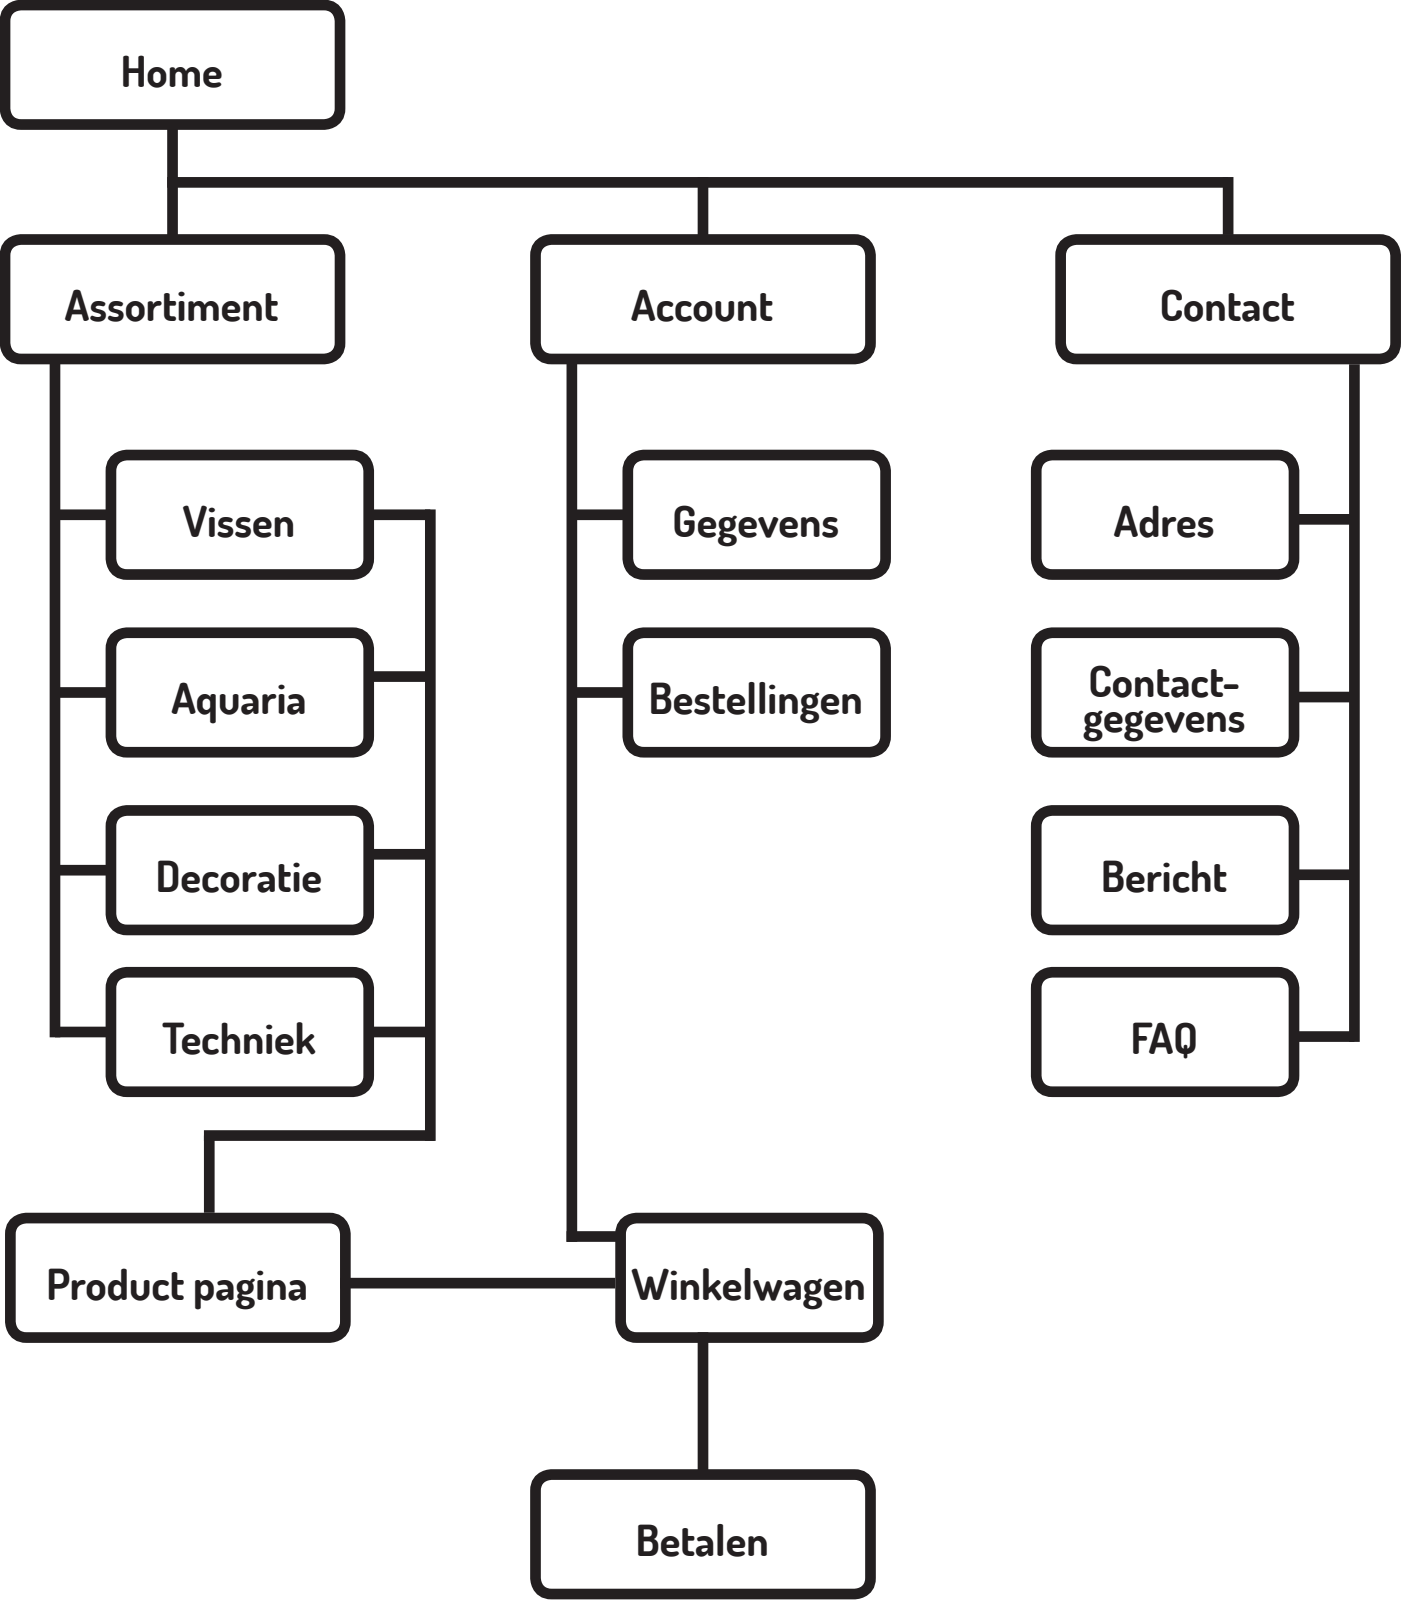 Home
Assortiment
Account
Contact
Vissen
Gegevens
Adres
Aquaria
Bestellingen
Contact-
gegevens
Decoratie
Bericht
Techniek
FAQ
Product pagina
Winkelwagen
Betalen